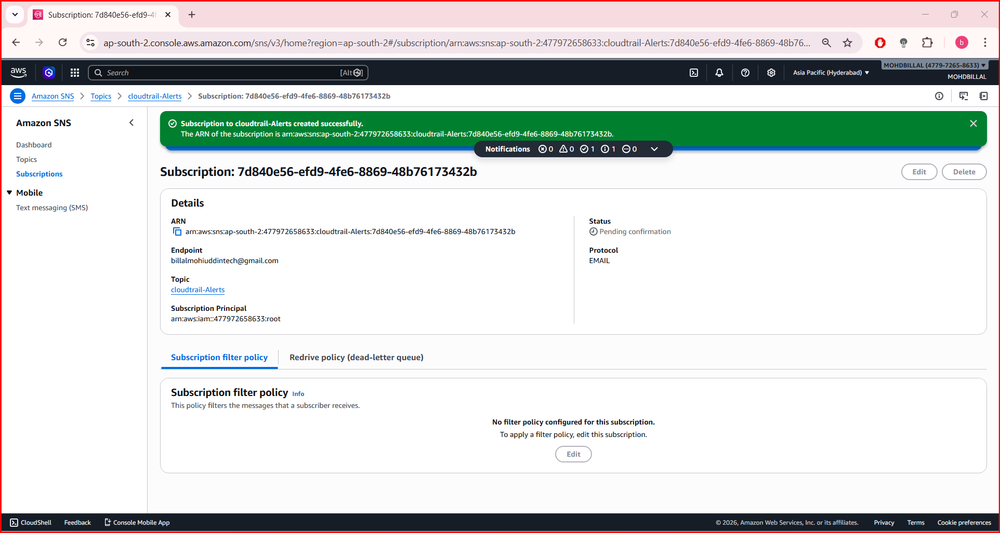 Subscription: 7d840e56-efd9-4f
ap-south-2.console.aws.amazon.com/sns/v3/home?region=ap-south-2#/subscription/arn:aws:sns:ap-south-2:477972658633:cloudtrail-Alerts:7d840e56-efd9-4fe6-8869-48b76...
b
aws
Search
[Alt
Asia Pacific (Hyderabad)
MOHDBILLAL (4779-7265-8633)
MOHDBILLAL
Amazon SNS
Topics
cloudtrail-Alerts
Subscription: 7d840e56-efd9-4fe6-8869-48b76173432b
Amazon SNS
Dashboard
Topics
Subscriptions
Mobile
Text messaging (SMS)
Subscription to cloudtrail-Alerts created successfully.
The ARN of the subscription is arn:aws:sns:ap-south-2:477972658633:cloudtrail-Alerts:7d840e56-efd9-4fe6-8869-48b76173432b.
Notifications 0 0 1 1 0
Subscription: 7d840e56-efd9-4fe6-8869-48b76173432b
Edit
Delete
Details
ARN
arn:aws:sns:ap-south-2:477972658633:cloudtrail-Alerts:7d840e56-efd9-4fe6-8869-48b76173432b
Endpoint
billalmohiuddintech@gmail.com
Topic
cloudtrail-Alerts
Subscription Principal
arn:aws:iam::477972658633:root
Status
Pending confirmation
Protocol
EMAIL
Subscription filter policy
Redrive policy (dead-letter queue)
Subscription filter policy Info
This policy filters the messages that a subscriber receives.
No filter policy configured for this subscription.
To apply a filter policy, edit this subscription.
Edit
CloudShell
Feedback
Console Mobile App
© 2026, Amazon Web Services, Inc. or its affiliates.
Privacy
Terms
Cookie preferences